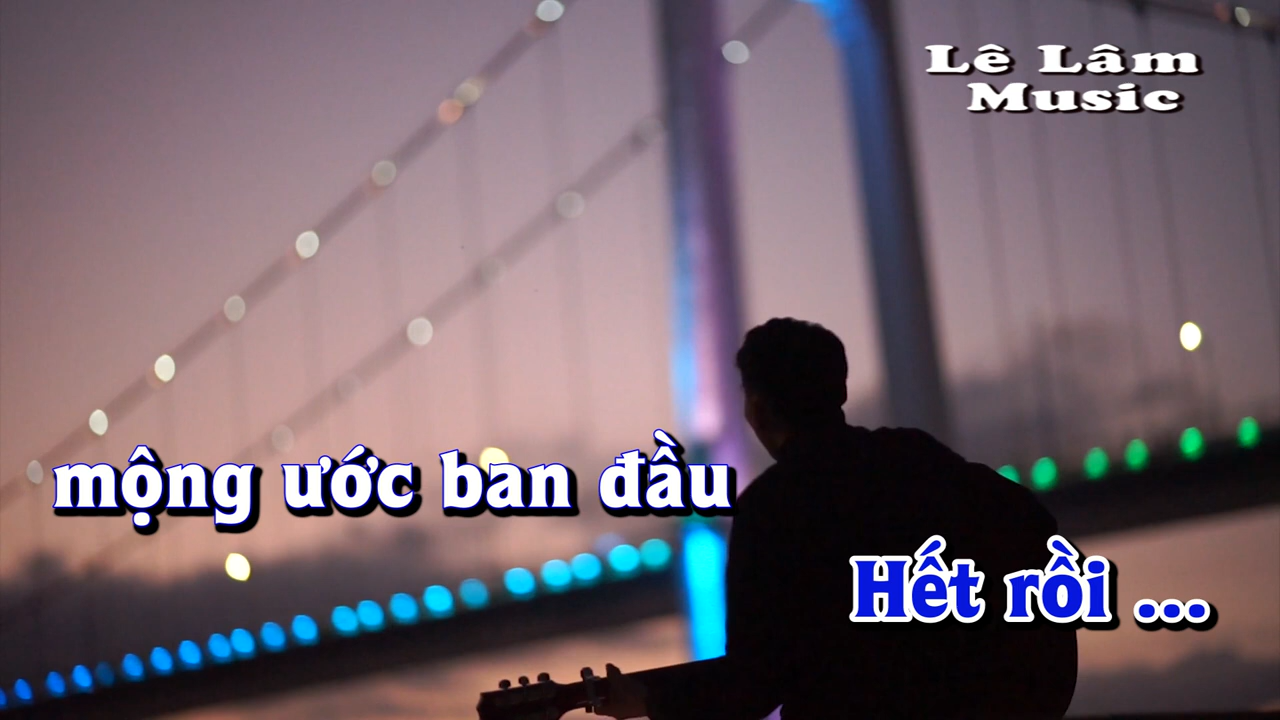 Lê Lâm
Music
mộng ước ban đầu
Hết rồi ...